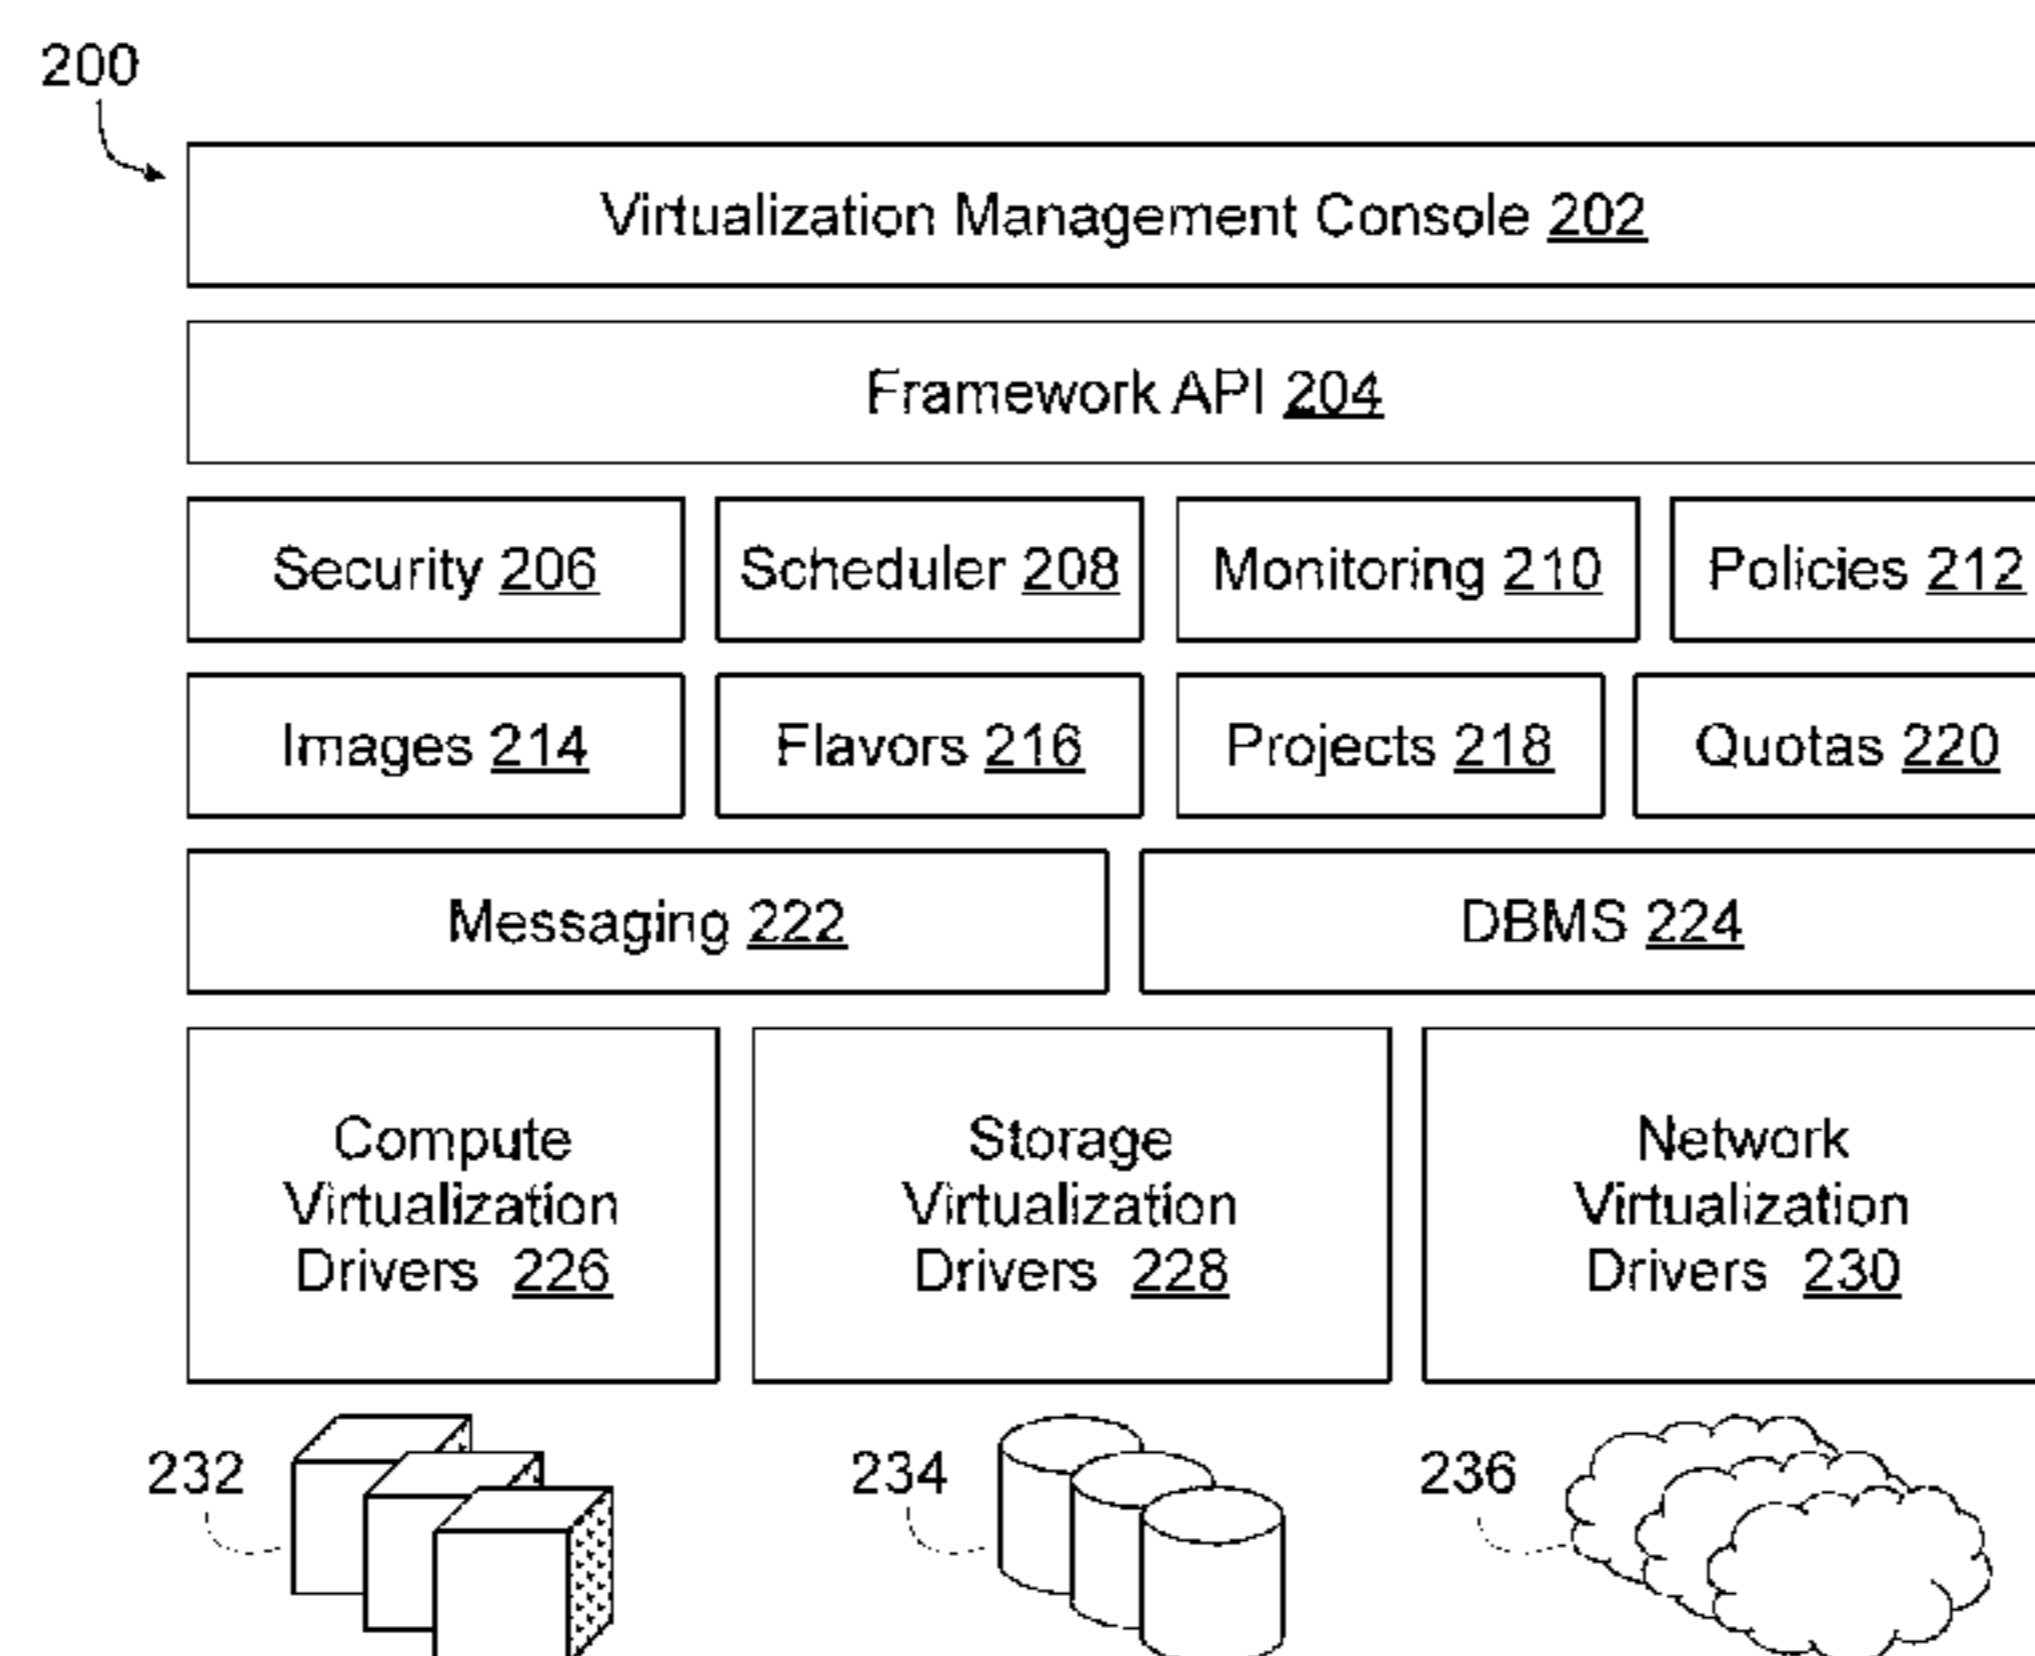 200
Virtualization Management Console 202
Framework API 204
Security 206 Scheduler 208 Monitoring 210 Policies 212
Images 214 Flavors 216 Projects 218 Quotas 220
Messaging 222 DBMS 224
Compute
Virtualization
Drivers 226
Storage
Virtualization
Drivers 228
Network
Virtualization
Drivers 230
232 234 236